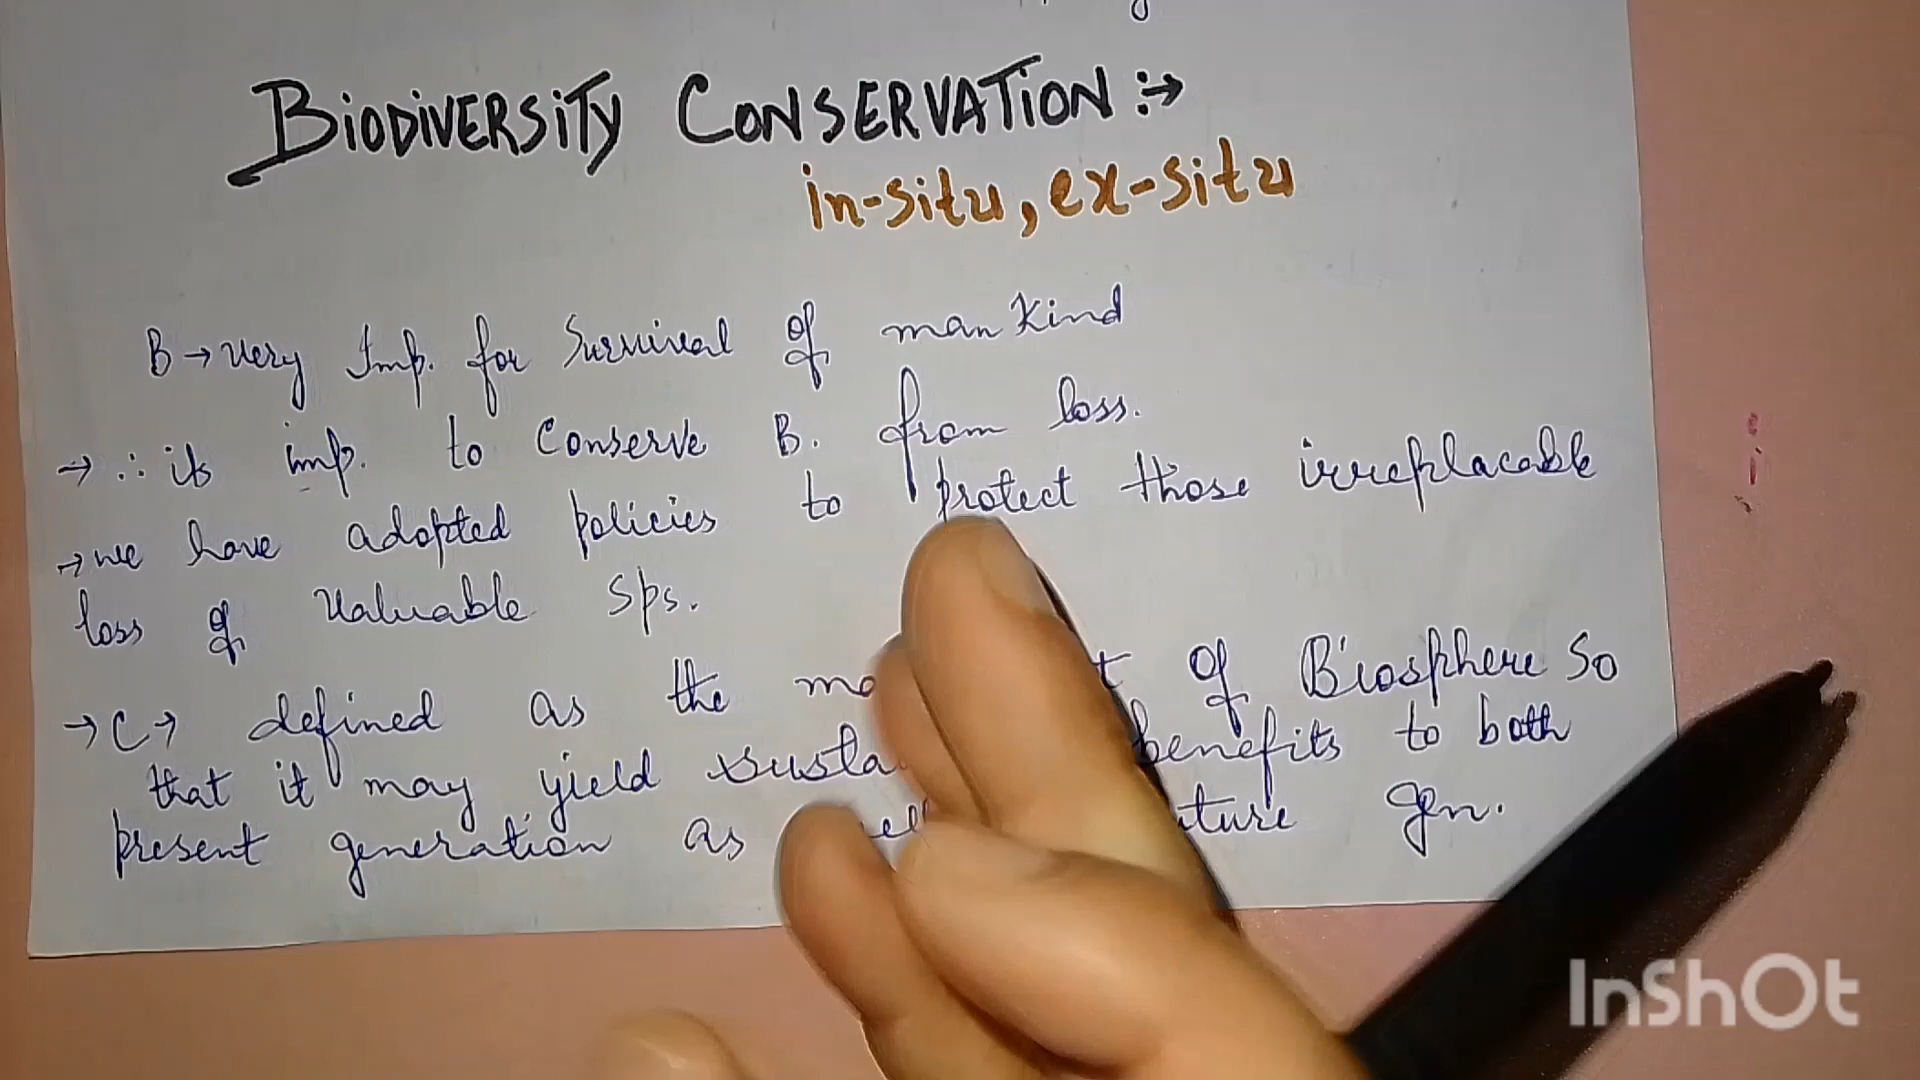 BIODIVERSITY CONSERVATION :→
in-situ, ex-situ
B → very Imp. for Survival of mankind
→ ∴ its imp. to Conserve B. from loss.
→ we have adopted policies to protect those irreplacable
loss of valuable sps.
→ C → defined as the of Biosphere so
that it may yield benefits to both
present generation as gen.
InShOt